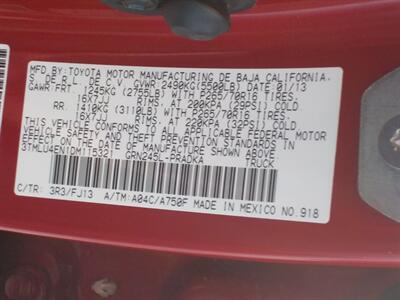 MFD.BY:TOYOTA MOTOR MANUFACTURING DE BAJA CALIFORNIA.
S. DE R.L. DE C.V. GVWR 2490KG(5500LB) DATE: 01/13
GAWR:FRT. 1245KG (2755LB) WITH P265/70R16 TIRES.
16X7JJ RIMS. AT 200KPA (29PSI) COLD
RR. 1410KG (3110LB) WITH P265/70R16 TIRES.
16X7JJ RIMS. AT 220KPA (32PSI) COLD
THIS VEHICLE CONFORMS TO ALL APPLICABLE FEDERAL MOTOR
VEHICLE SAFETY STANDARDS IN
EFFECT ON THE DATE OF MANUFACTURE SHOWN ABOVE.
3TMLU4EN1DM115321 GRN245L-PRADKA TRUCK
C/TR: 3R3/FJ13 A/TM:A04C/A750F MADE IN MEXICO NO.918